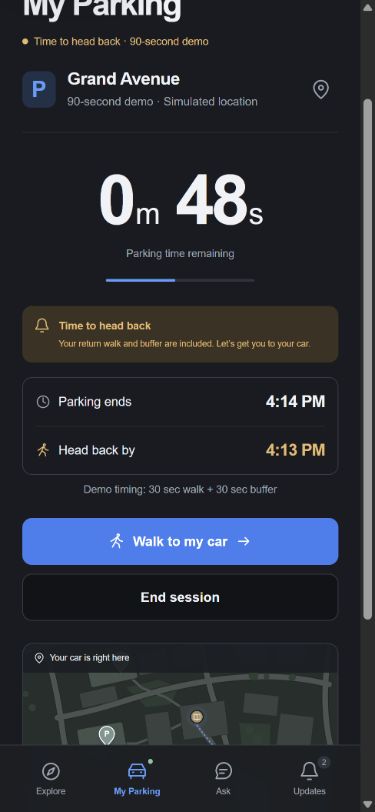 My Parking
Time to head back · 90-second demo
P
Grand Avenue
90-second demo · Simulated location
0m 48s
Parking time remaining
Time to head back
Your return walk and buffer are included. Let's get you to your car.
Parking ends 4:14 PM
Head back by 4:13 PM
Demo timing: 30 sec walk + 30 sec buffer
Walk to my car →
End session
Your car is right here
P
2
Explore My Parking Ask Updates